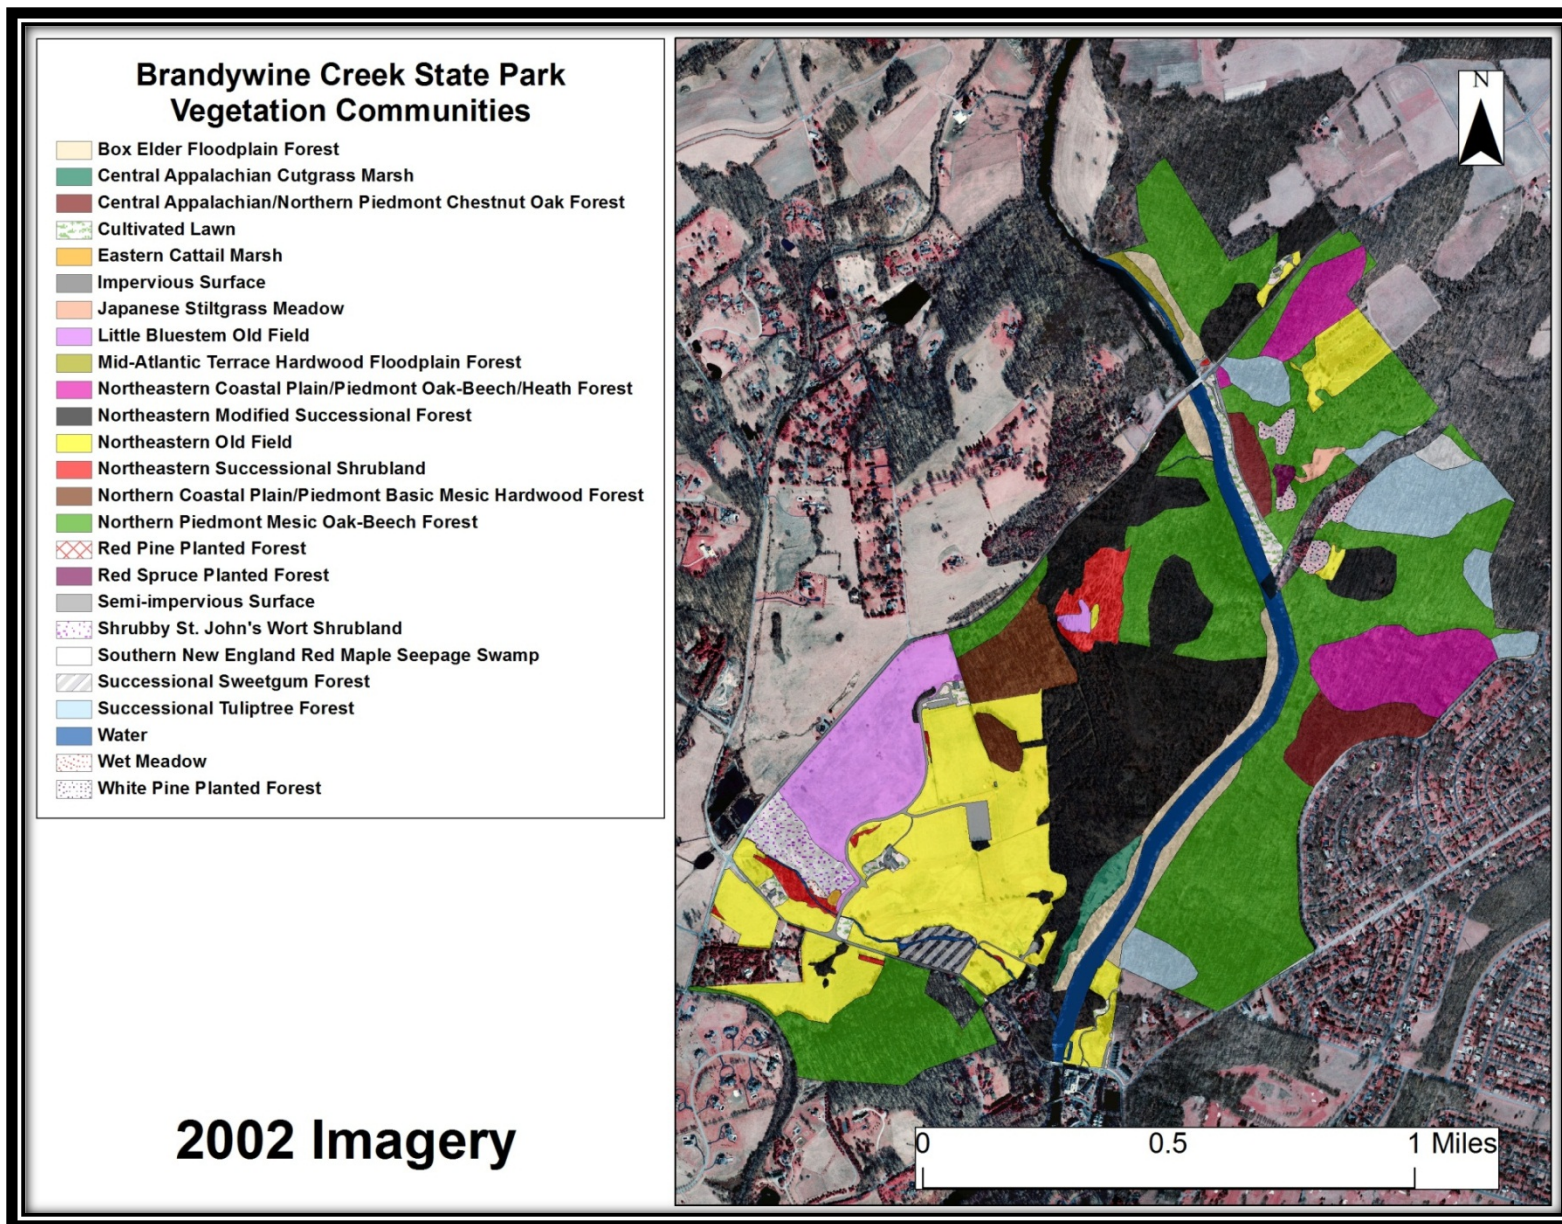 Brandywine Creek State Park
Vegetation Communities
Box Elder Floodplain Forest
Central Appalachian Cutgrass Marsh
Central Appalachian/Northern Piedmont Chestnut Oak Forest
Cultivated Lawn
Eastern Cattail Marsh
Impervious Surface
Japanese Stiltgrass Meadow
Little Bluestem Old Field
Mid-Atlantic Terrace Hardwood Floodplain Forest
Northeastern Coastal Plain/Piedmont Oak-Beech/Heath Forest
Northeastern Modified Successional Forest
Northeastern Old Field
Northeastern Successional Shrubland
Northern Coastal Plain/Piedmont Basic Mesic Hardwood Forest
Northern Piedmont Mesic Oak-Beech Forest
Red Pine Planted Forest
Red Spruce Planted Forest
Semi-impervious Surface
Shrubby St. John's Wort Shrubland
Southern New England Red Maple Seepage Swamp
Successional Sweetgum Forest
Successional Tuliptree Forest
Water
Wet Meadow
White Pine Planted Forest
2002 Imagery
N
0 0.5 1 Miles